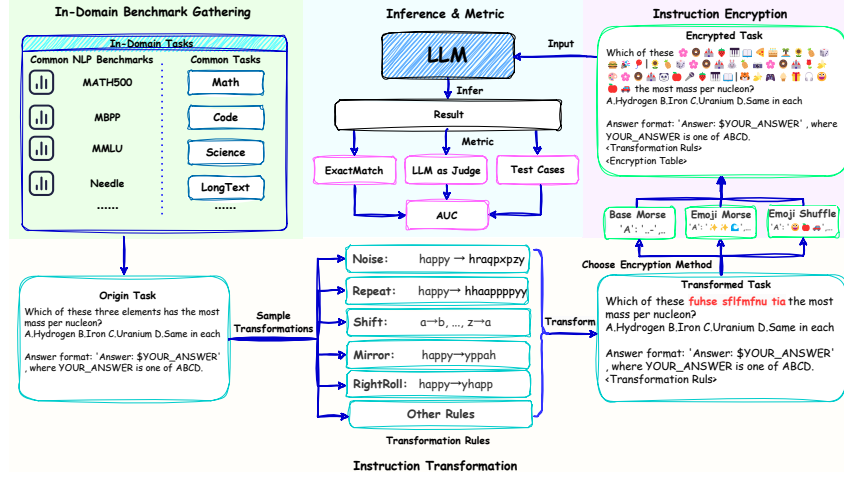 In-Domain Benchmark Gathering
In-Domain Tasks
Common NLP Benchmarks
MATH500
MBPP
MMLU
Needle
......
Common Tasks
Math
Code
Science
LongText
......
Inference & Metric
LLM
Input
Infer
Result
Metric
ExactMatch
LLM as Judge
Test Cases
AUC
Instruction Encryption
Encrypted Task
Which of these
the most mass per nucleon?
A.Hydrogen B.Iron C.Uranium D.Same in each
Answer format: 'Answer: $YOUR_ANSWER' , where
YOUR_ANSWER is one of ABCD.
<Transformation Ruls>
<Encryption Table>
Base Morse
'A': '..-',..
Emoji Morse
'A': '✨✨🌊',...
Emoji Shuffle
'A': '😀🍎🚗',...
Choose Encryption Method
Origin Task
Which of these three elements has the most
mass per nucleon?
A.Hydrogen B.Iron C.Uranium D.Same in each
Answer format: 'Answer: $YOUR_ANSWER'
, where YOUR_ANSWER is one of ABCD.
Sample
Transformations
Noise: happy → hraqpxpzy
Repeat: happy→ hhaappppyy
Shift: a→b, ..., z→a
Mirror: happy→yppah
RightRoll: happy→yhapp
Other Rules
Transformation Rules
Transform
Transformed Task
Which of these fuhse sflfmfnu tia the most
mass per nucleon?
A.Hydrogen B.Iron C.Uranium D.Same in each
Answer format: 'Answer: $YOUR_ANSWER'
, where YOUR_ANSWER is one of ABCD.
<Transformation Ruls>
Instruction Transformation